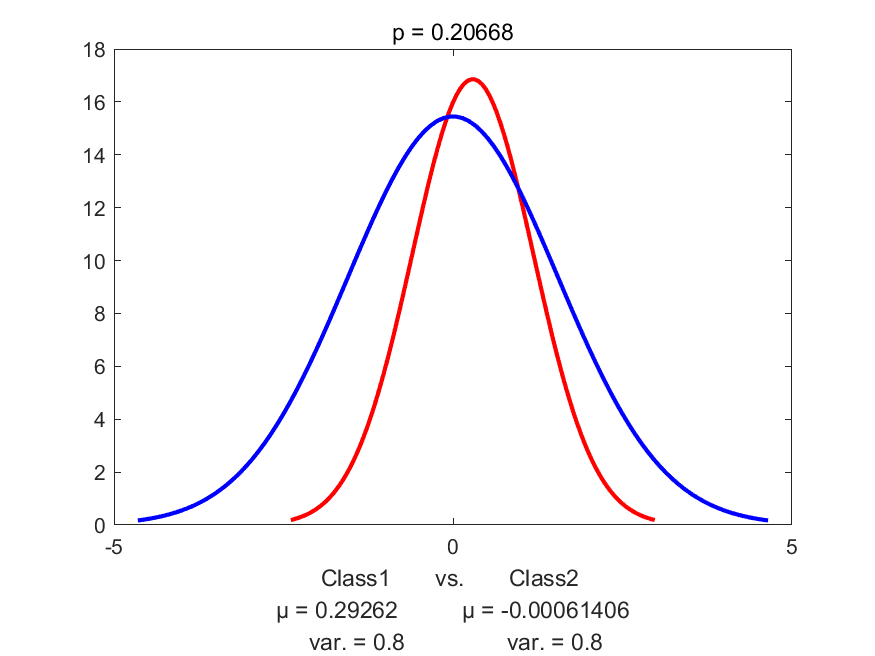 p = 0.20668
18
16
14
12
10
8
6
4
2
0
-5 0 5
Class1 vs. Class2
μ = 0.29262 μ = -0.00061406
var. = 0.8 var. = 0.8